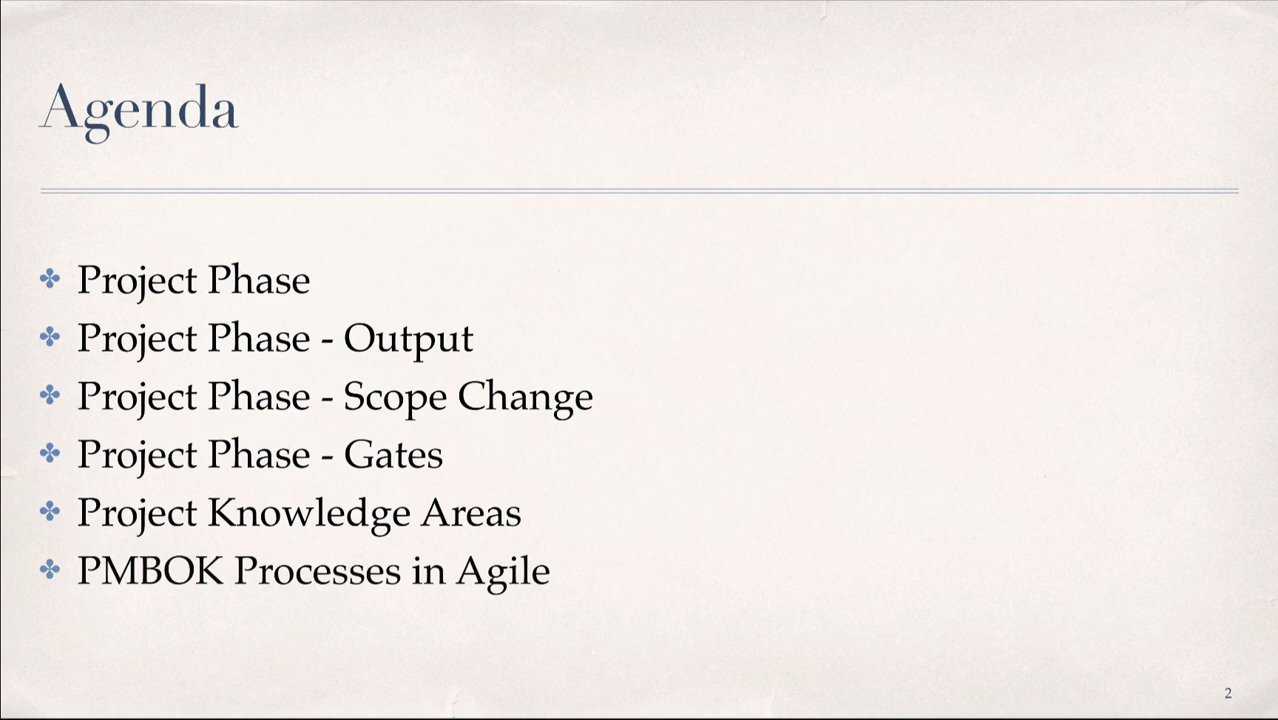 Agenda
Project Phase
Project Phase - Output
Project Phase - Scope Change
Project Phase - Gates
Project Knowledge Areas
PMBOK Processes in Agile
2